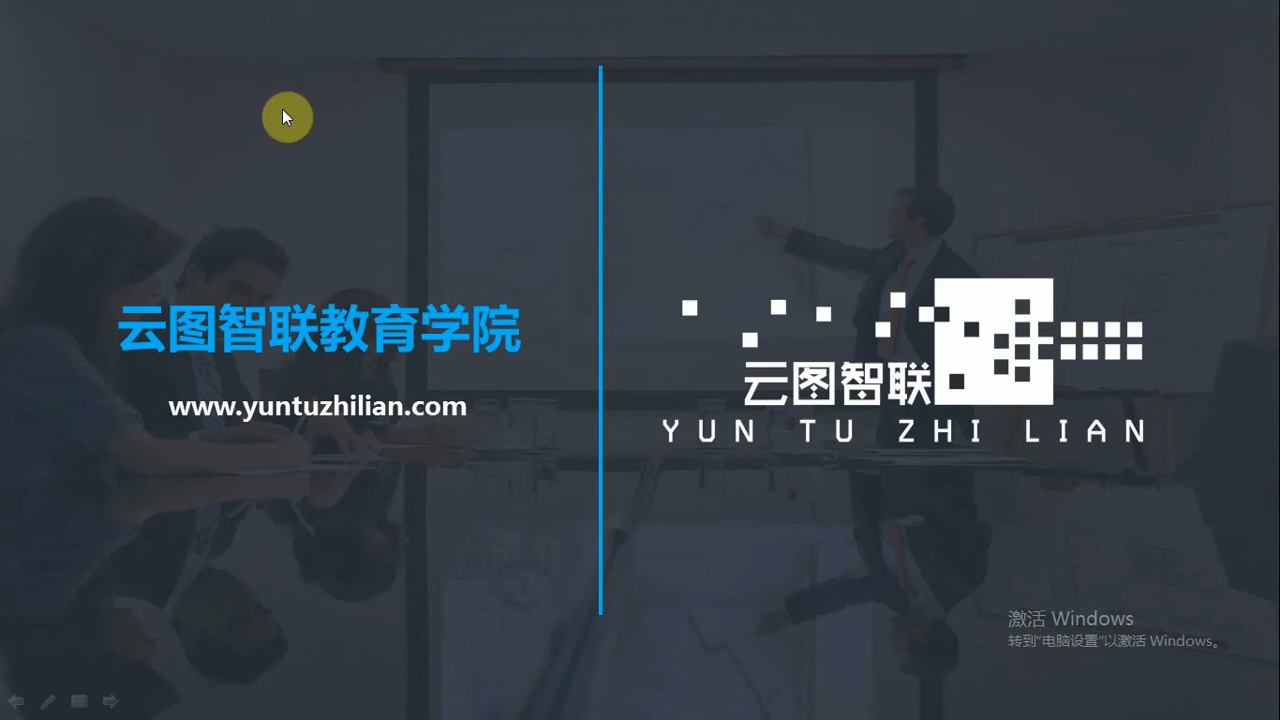 云图智联教育学院
www.yuntuzhilian.com
云图智联
YUN TU ZHI LIAN
激活 Windows
转到“电脑设置”以激活 Windows。